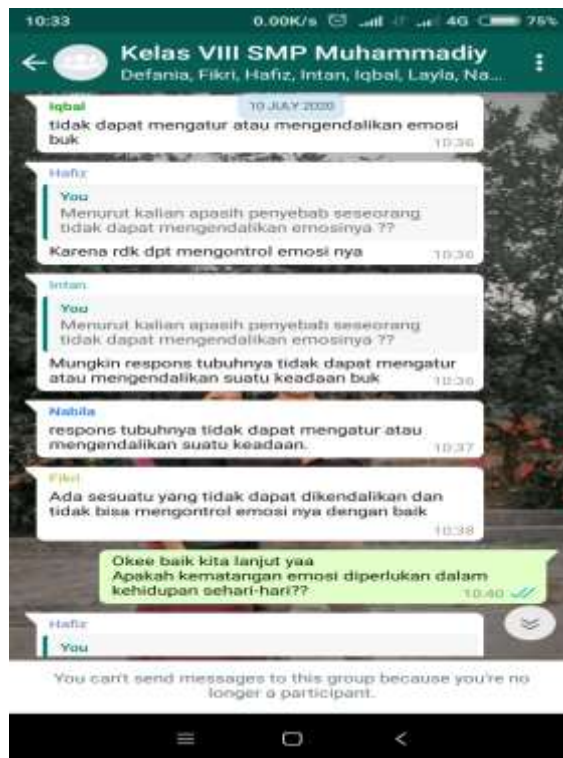 10:33 0.00K/s 4G 75%
Kelas VIII SMP Muhammadiy
Defania, Fikri, Hafiz, Intan, Iqbal, Layla, Na...
10 JULY 2020
Iqbal
tidak dapat mengatur atau mengendalikan emosi
buk 10:36
Hafiz
You
Menurut kalian apasih penyebab seseorang
tidak dapat mengendalikan emosinya ??
Karena rdk dpt mengontrol emosi nya 10:36
Intan
You
Menurut kalian apasih penyebab seseorang
tidak dapat mengendalikan emosinya ??
Mungkin respons tubuhnya tidak dapat mengatur
atau mengendalikan suatu keadaan buk 10:36
Nabila
respons tubuhnya tidak dapat mengatur atau
mengendalikan suatu keadaan. 10:37
Fikri
Ada sesuatu yang tidak dapat dikendalikan dan
tidak bisa mengontrol emosi nya dengan baik
10:38
Okee baik kita lanjut yaa
Apakah kematangan emosi diperlukan dalam
kehidupan sehari-hari?? 10:40
Hafiz
You
You can't send messages to this group because you're no
longer a participant.